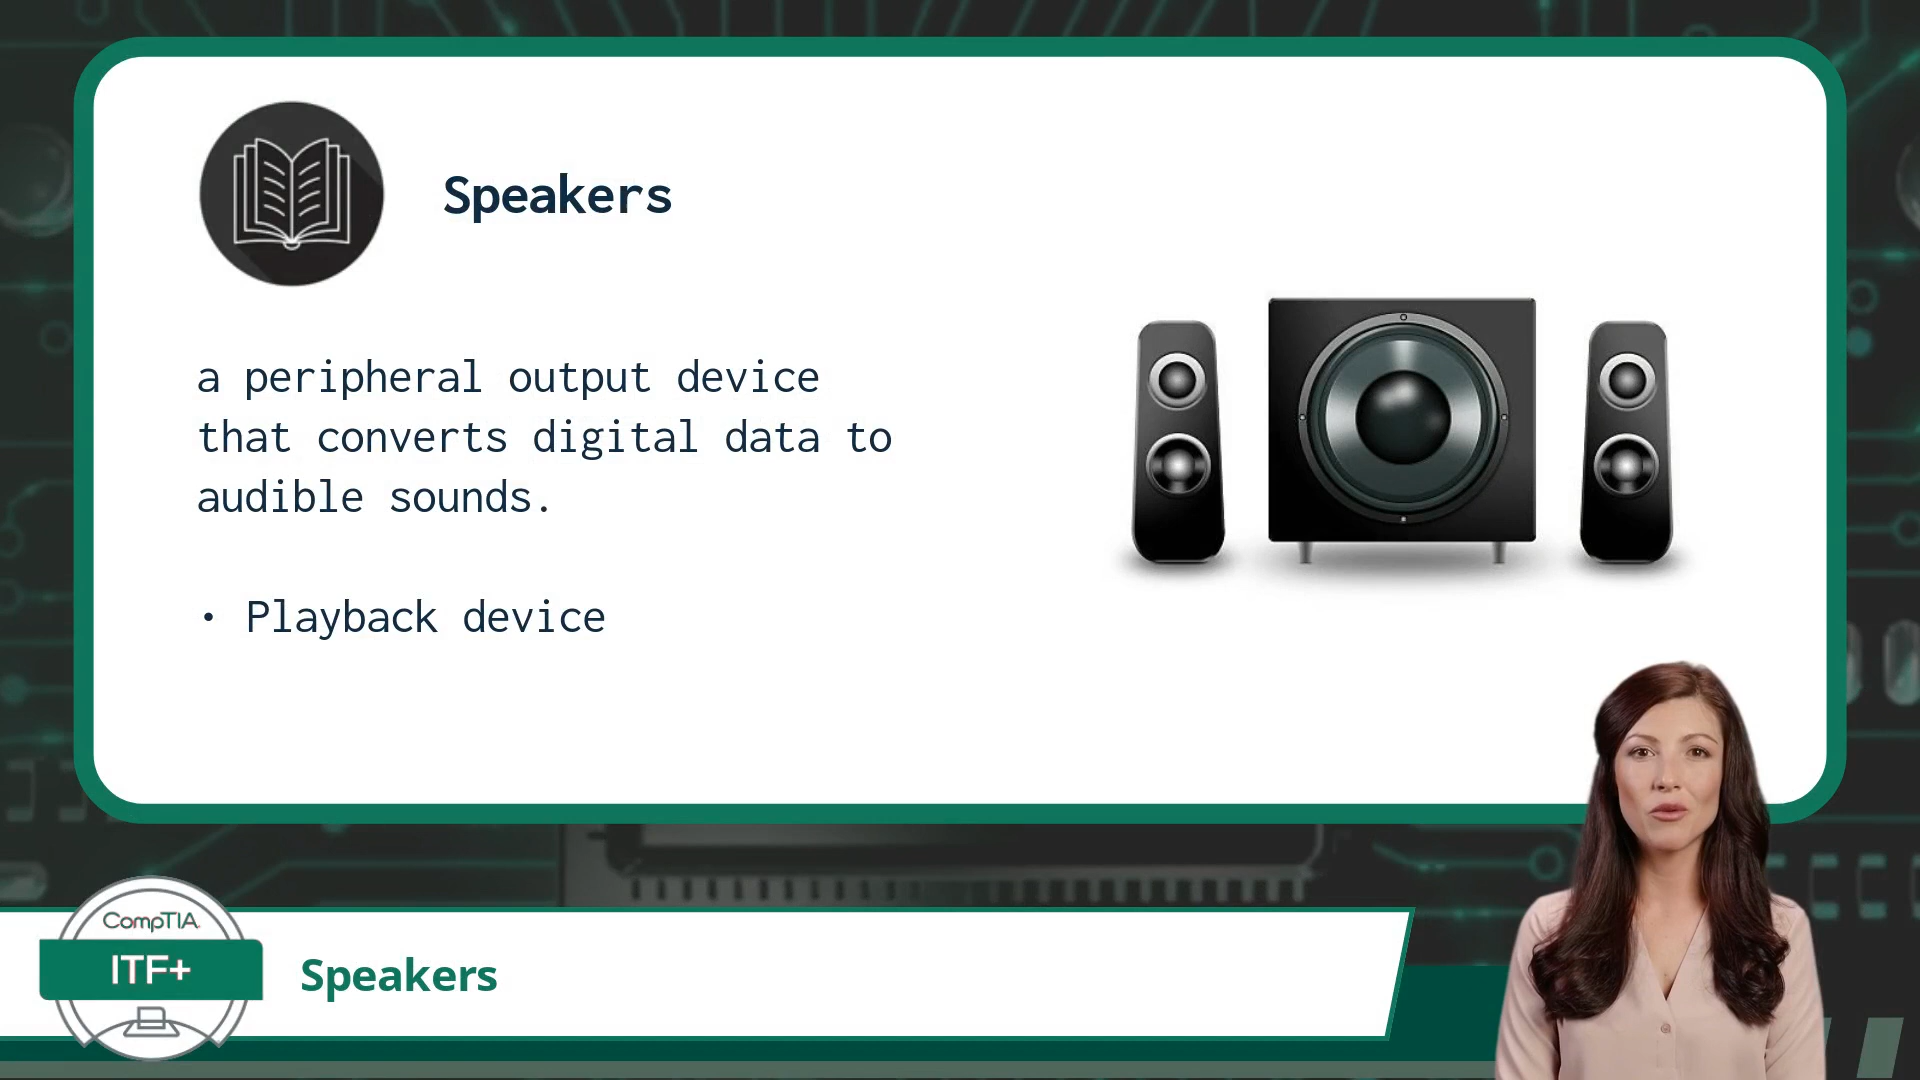 Speakers
a peripheral output device
that converts digital data to
audible sounds.
• Playback device
CompTIA
ITF+
Speakers